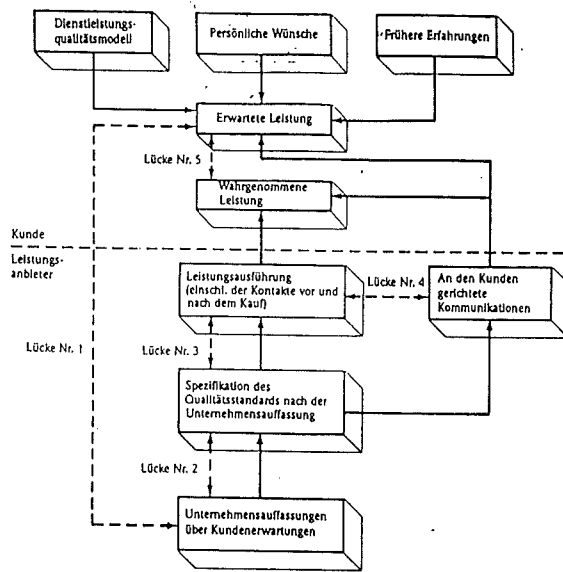 Dienstleistungs-
qualitätsmodell
Persönliche Wünsche
Frühere Erfahrungen
Erwartete Leistung
Lücke Nr. 5
Wahrgenommene
Leistung
Kunde
Leistungs-
anbieter
Leistungsausführung
(einschl. der Kontakte vor und
nach dem Kauf)
Lücke Nr. 4
An den Kunden
gerichtete
Kommunikationen
Lücke Nr. 1
Lücke Nr. 3
Spezifikation des
Qualitätsstandards nach der
Unternehmensauffassung
Lücke Nr. 2
Unternehmensauffassungen
über Kundenerwartungen